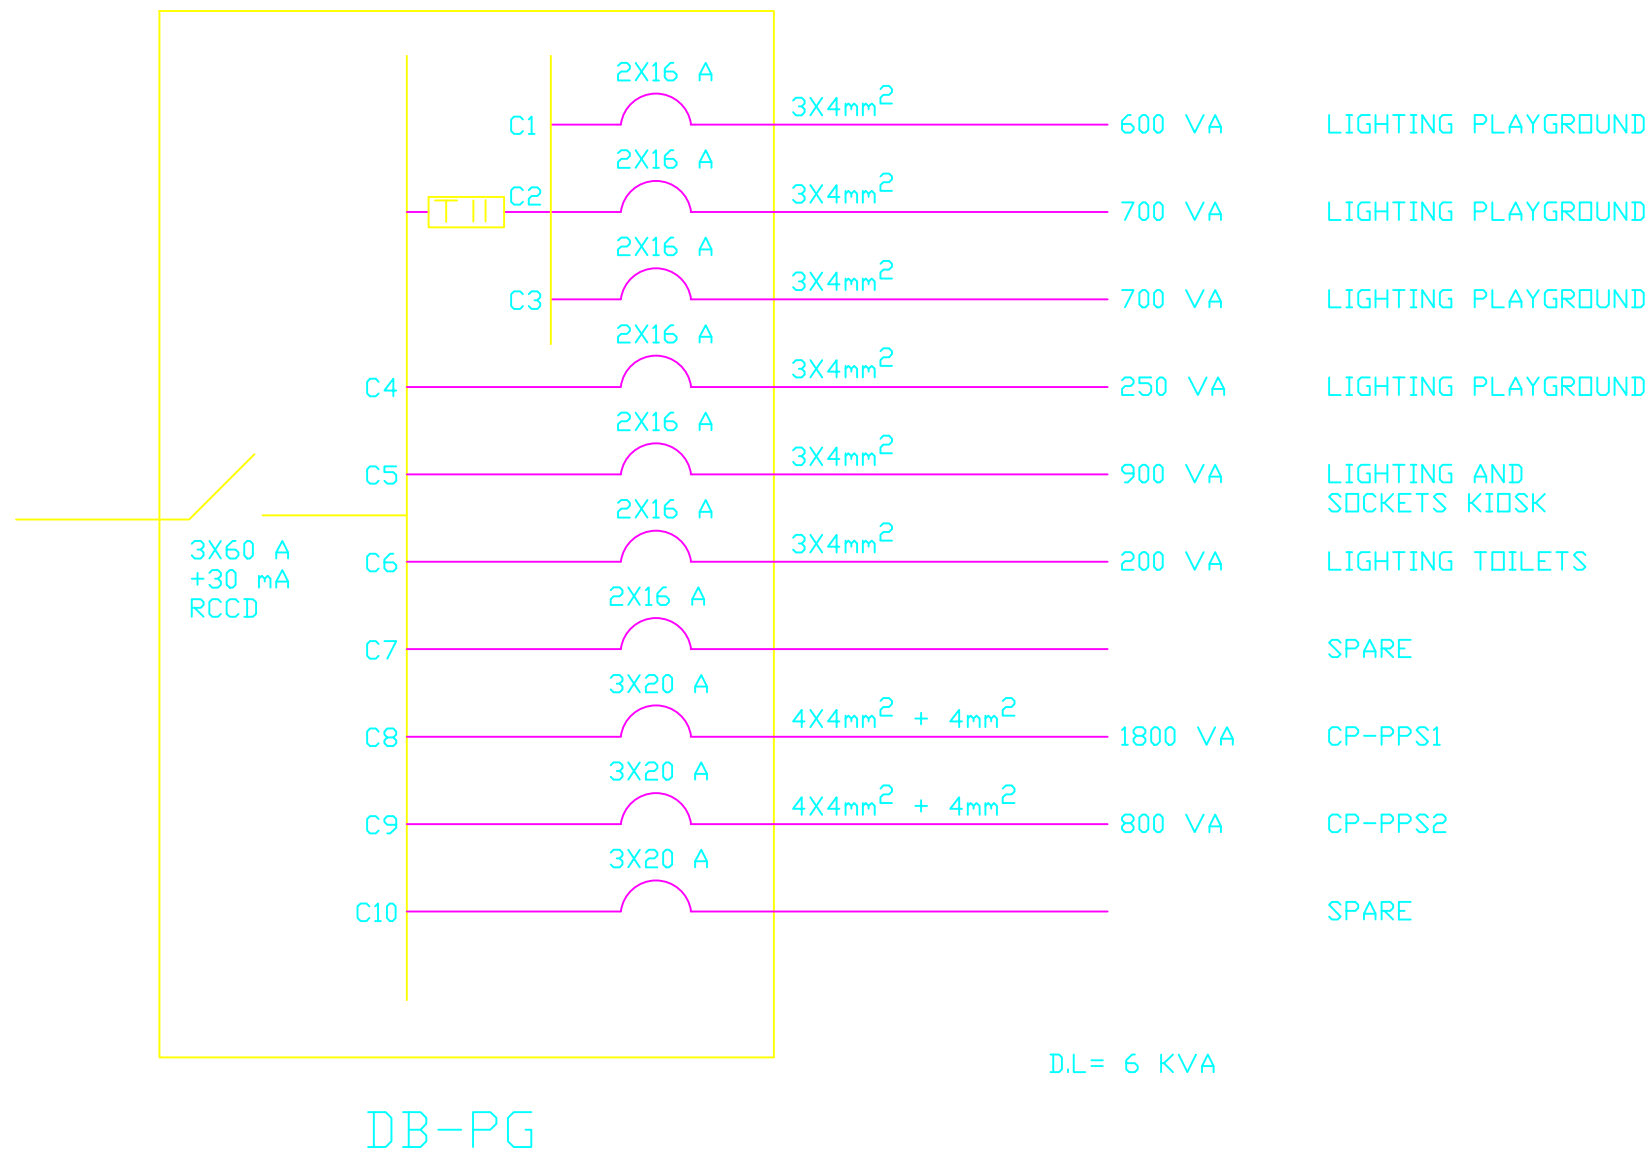 2X16 A
C1 3X4mm² 600 VA LIGHTING PLAYGROUND
2X16 A
C2 3X4mm² 700 VA LIGHTING PLAYGROUND
2X16 A
C3 3X4mm² 700 VA LIGHTING PLAYGROUND
2X16 A
C4 3X4mm² 250 VA LIGHTING PLAYGROUND
2X16 A
C5 3X4mm² 900 VA LIGHTING AND
SOCKETS KIOSK
2X16 A
C6 3X4mm² 200 VA LIGHTING TOILETS
3X60 A
+30 mA
RCCD
2X16 A
C7 SPARE
3X20 A
C8 4X4mm² + 4mm² 1800 VA CP-PPS1
3X20 A
C9 4X4mm² + 4mm² 800 VA CP-PPS2
3X20 A
C10 SPARE
D.L= 6 KVA
DB-PG